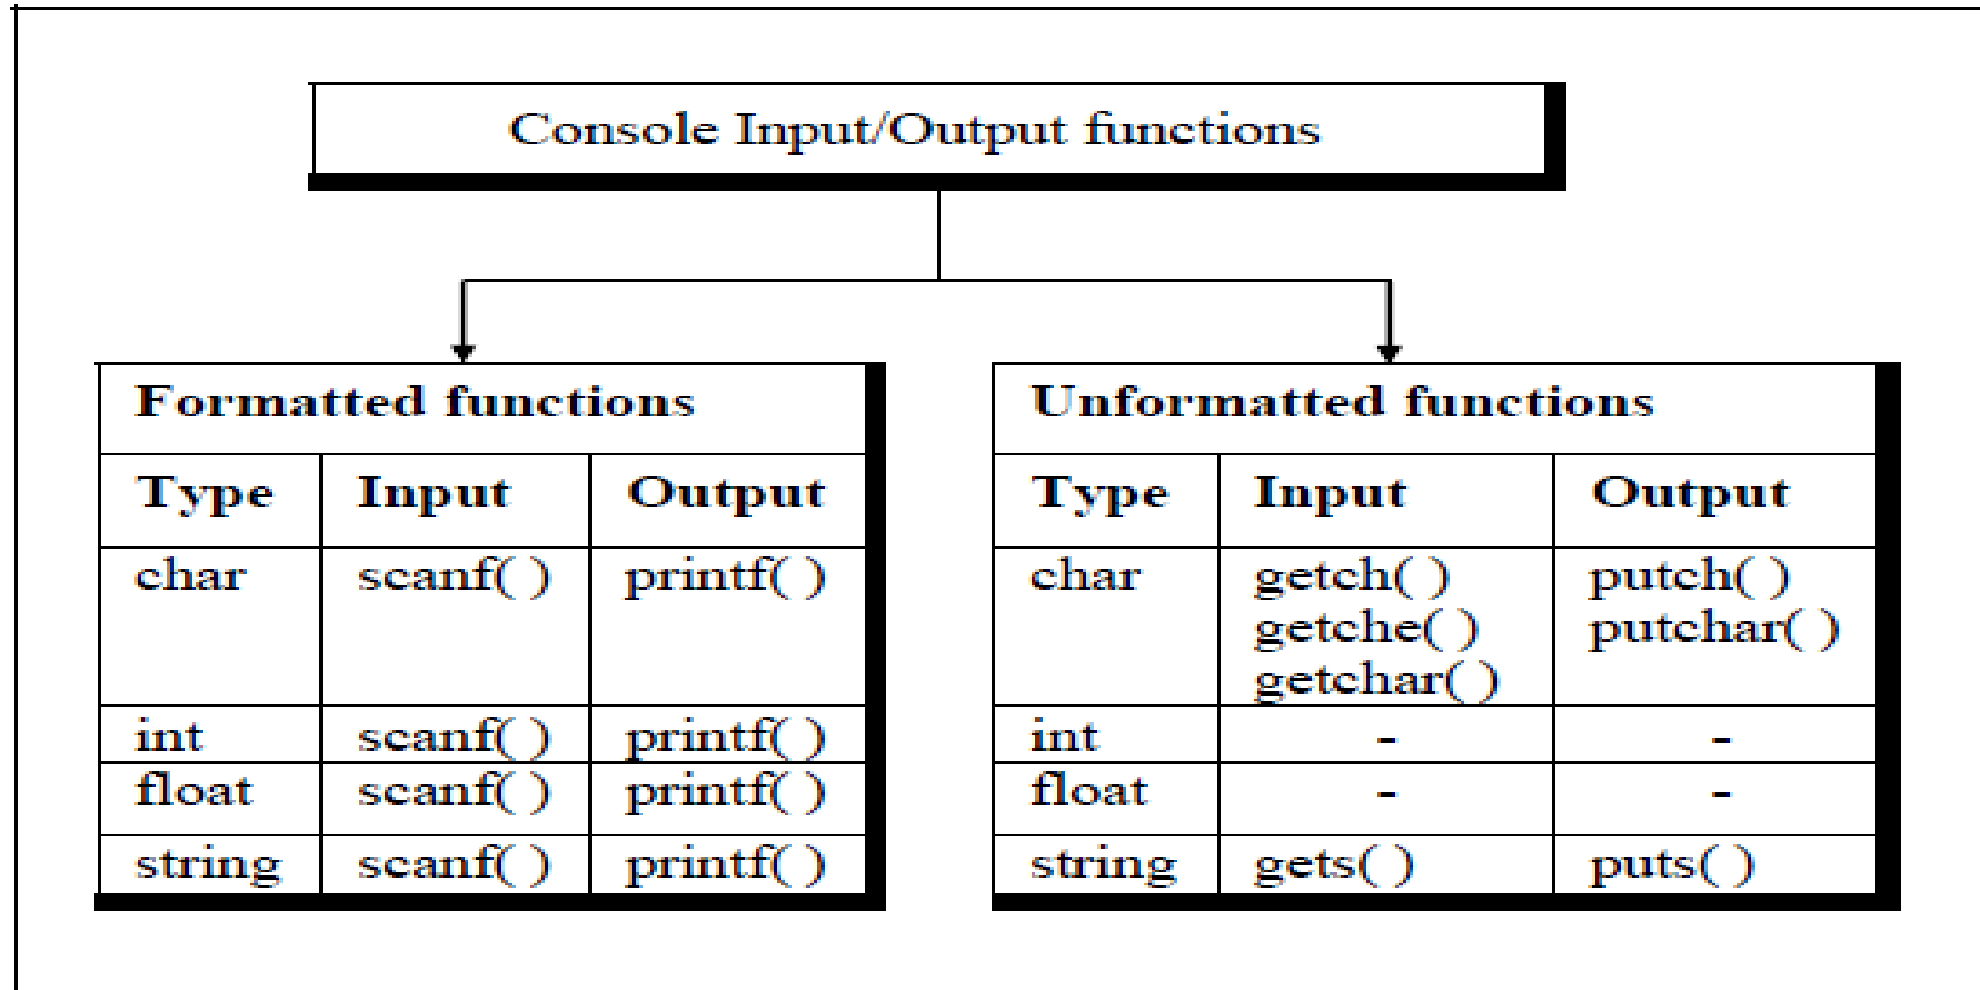 Console Input/Output functions
Formatted functions
Type Input Output
char scanf( ) printf( )
int scanf( ) printf( )
float scanf( ) printf( )
string scanf( ) printf( )
Unformatted functions
Type Input Output
char getch( ) putch( )
getche( ) putchar( )
getchar( )
int - -
float - -
string gets( ) puts( )